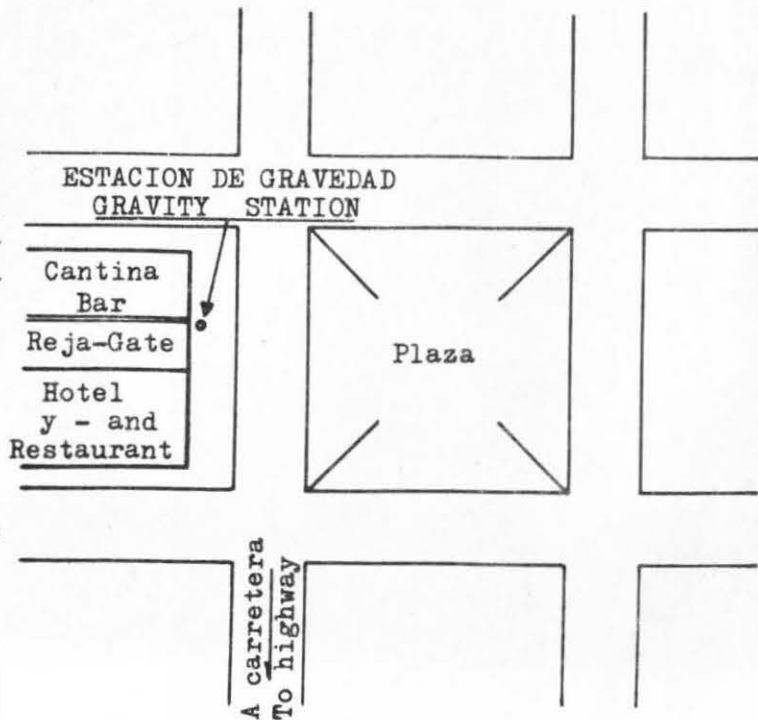 ESTACION DE GRAVEDAD
GRAVITY STATION
Cantina
Bar
Reja-Gate
Hotel
y - and
Restaurant
Plaza
A carretera
To highway